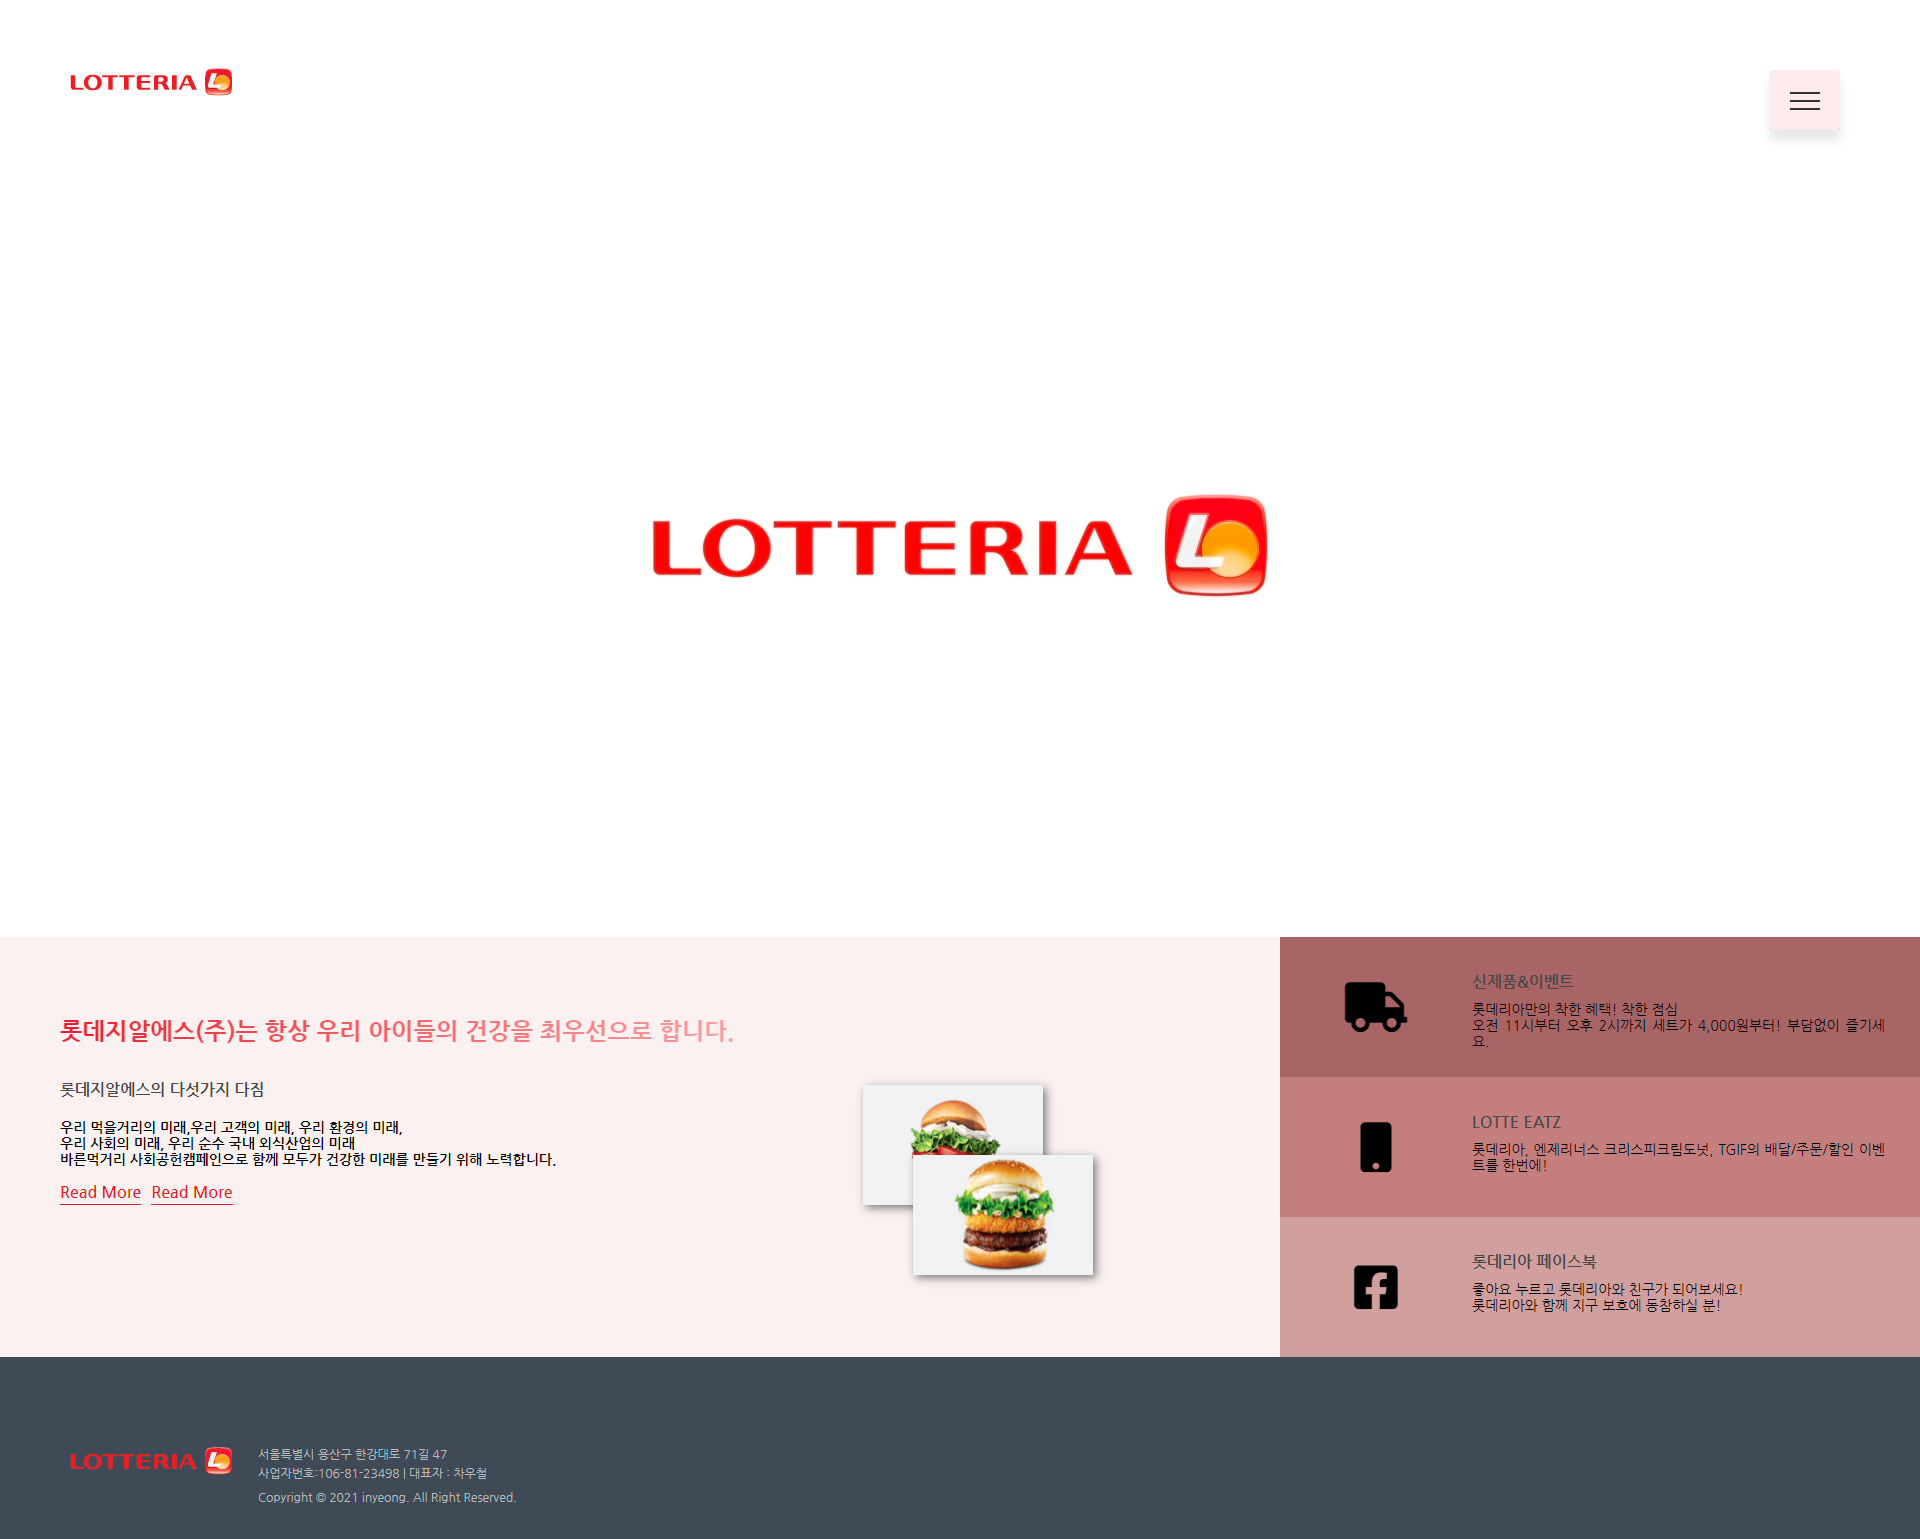 LOTTERIA
LOTTERIA
롯데지알에스(주)는 항상 우리 아이들의 건강을 최우선으로 합니다.
롯데지알에스의 다섯가지 다짐
우리 먹을거리의 미래,우리 고객의 미래, 우리 환경의 미래,
우리 사회의 미래, 우리 순수 국내 외식산업의 미래
바른먹거리 사회공헌캠페인으로 함께 모두가 건강한 미래를 만들기 위해 노력합니다.
Read More Read More
신제품&이벤트
롯데리아만의 착한 혜택! 착한 점심
오전 11시부터 오후 2시까지 세트가 4,000원부터! 부담없이 즐기세
요.
LOTTE EATZ
롯데리아, 엔제리너스 크리스피크림도넛, TGIF의 배달/주문/할인 이벤
트를 한번에!
롯데리아 페이스북
좋아요 누르고 롯데리아와 친구가 되어보세요!
롯데리아와 함께 지구 보호에 동참하실 분!
LOTTERIA
서울특별시 용산구 한강대로 71길 47
사업자번호:106-81-23498 | 대표자 : 차우철
Copyright © 2021 inyeong. All Right Reserved.